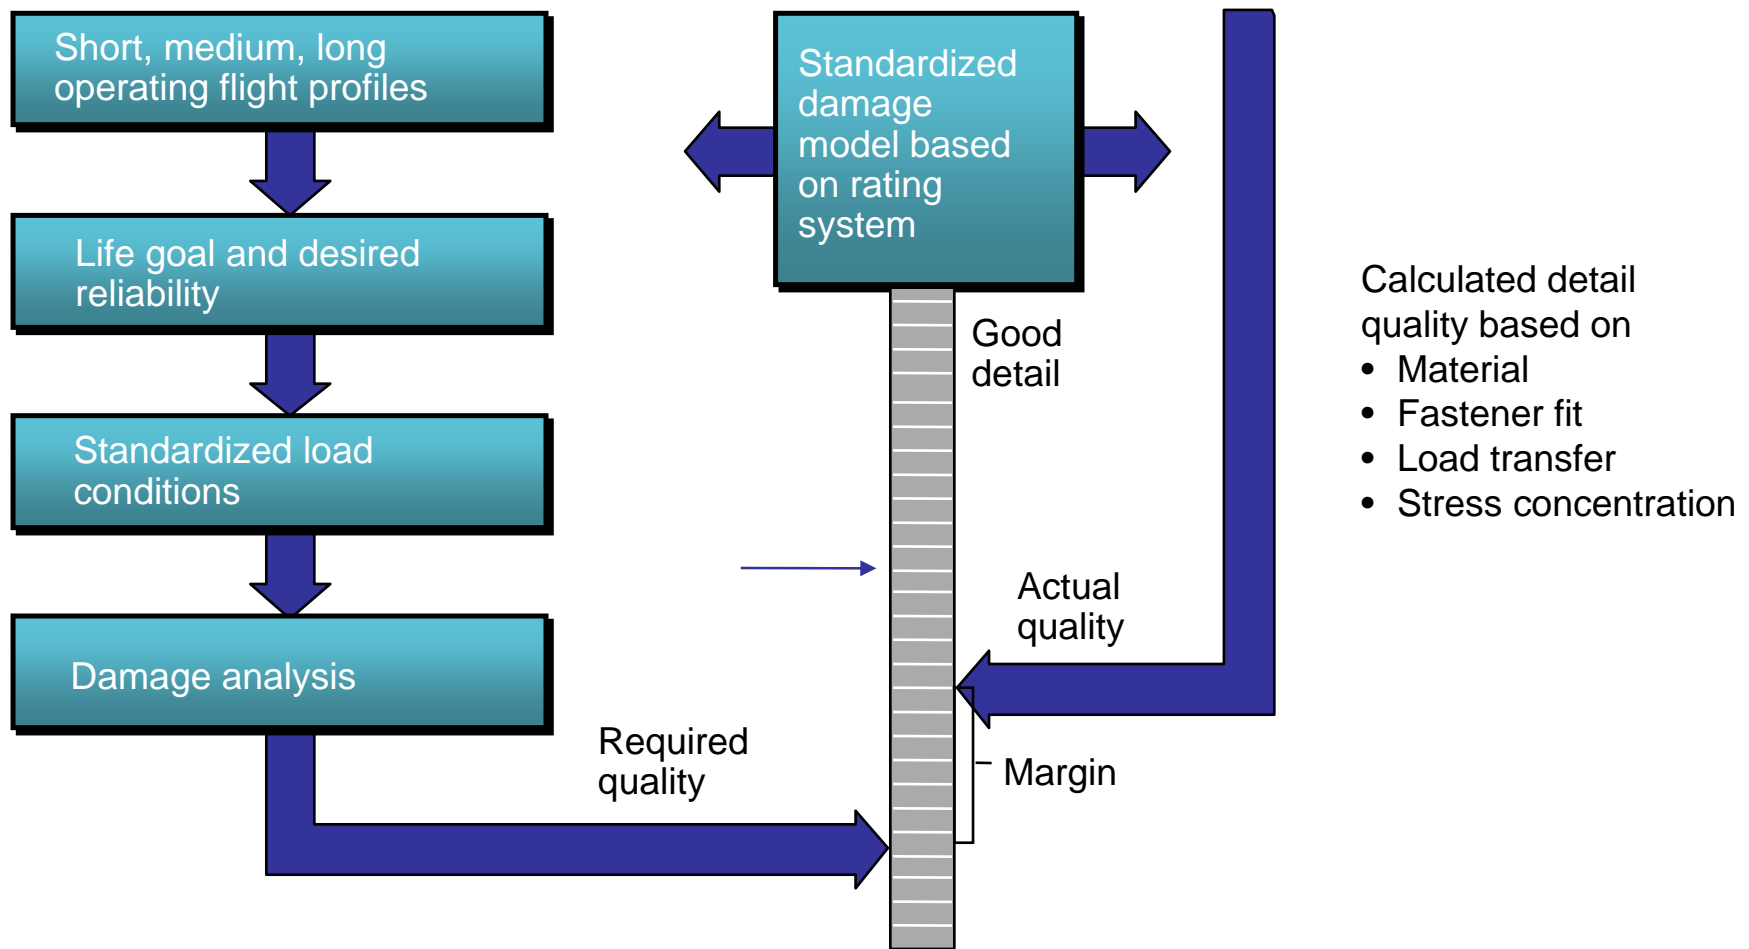 Short, medium, long
operating flight profiles
Life goal and desired
reliability
Standardized load
conditions
Damage analysis
Required
quality
Standardized
damage
model based
on rating
system
Good
detail
Actual
quality
Margin
Calculated detail
quality based on
• Material
• Fastener fit
• Load transfer
• Stress concentration